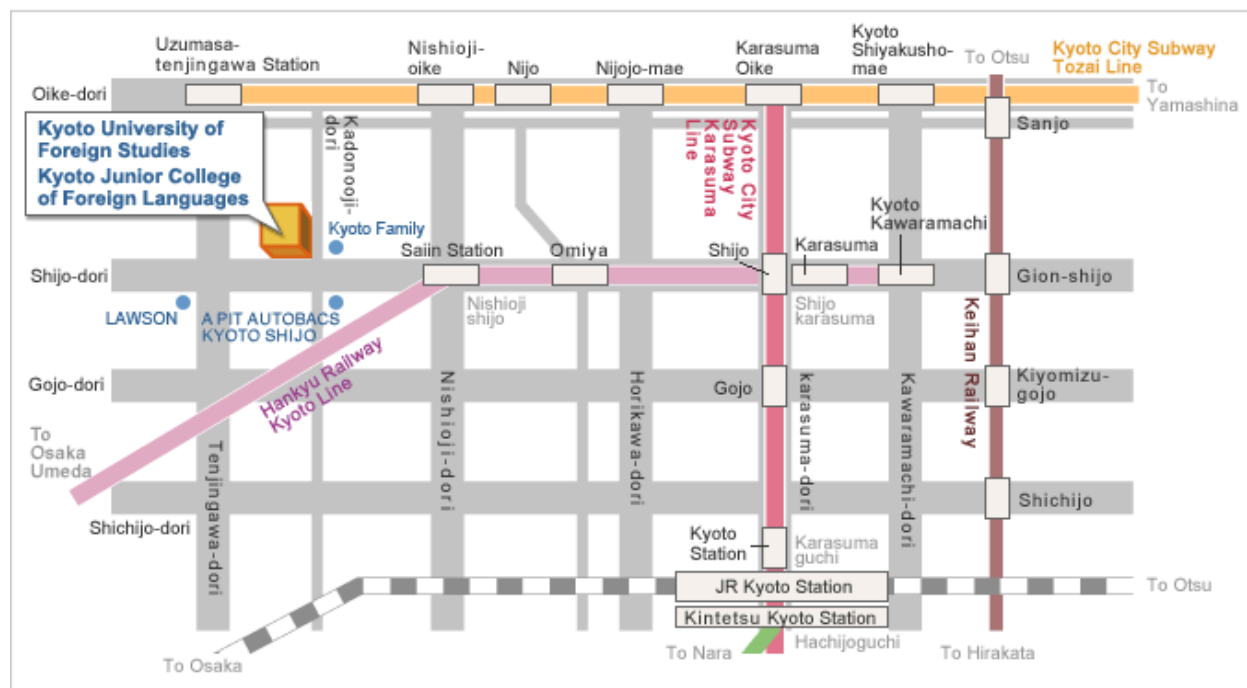 Uzumasa-
tenjingawa Station
Nishioji-
oike
Nijo
Nijojo-mae
Karasuma
Oike
Kyoto
Shiyakusho-
mae
To Otsu
Kyoto City Subway
Tozai Line
Oike-dori
To
Yamashina
Kyoto University of
Foreign Studies
Kyoto Junior College
of Foreign Languages
Kadonooji-
dori
Kyoto City
Subway
Karasuma
Line
Sanjo
Kyoto Family
Saiin Station
Omiya
Shijo
Karasuma
Kyoto
Kawaramachi
Shijo-dori
Gion-shijo
LAWSON
A PIT AUTOBACS
KYOTO SHIJO
Nishioji
shijo
Shijo
karasuma
Keihan Railway
Hankyu Railway
Kyoto Line
Gojo-dori
Gojo
Kiyomizu-
gojo
To
Osaka
Umeda
Tenjingawa-dori
Nishioji-dori
Horikawa-dori
karasuma-dori
Kawaramachi-dori
Shichijo-dori
Shichijo
Kyoto
Station
Karasuma
guchi
JR Kyoto Station
To Otsu
Kintetsu Kyoto Station
To Osaka
To Nara
Hachijoguchi
To Hirakata